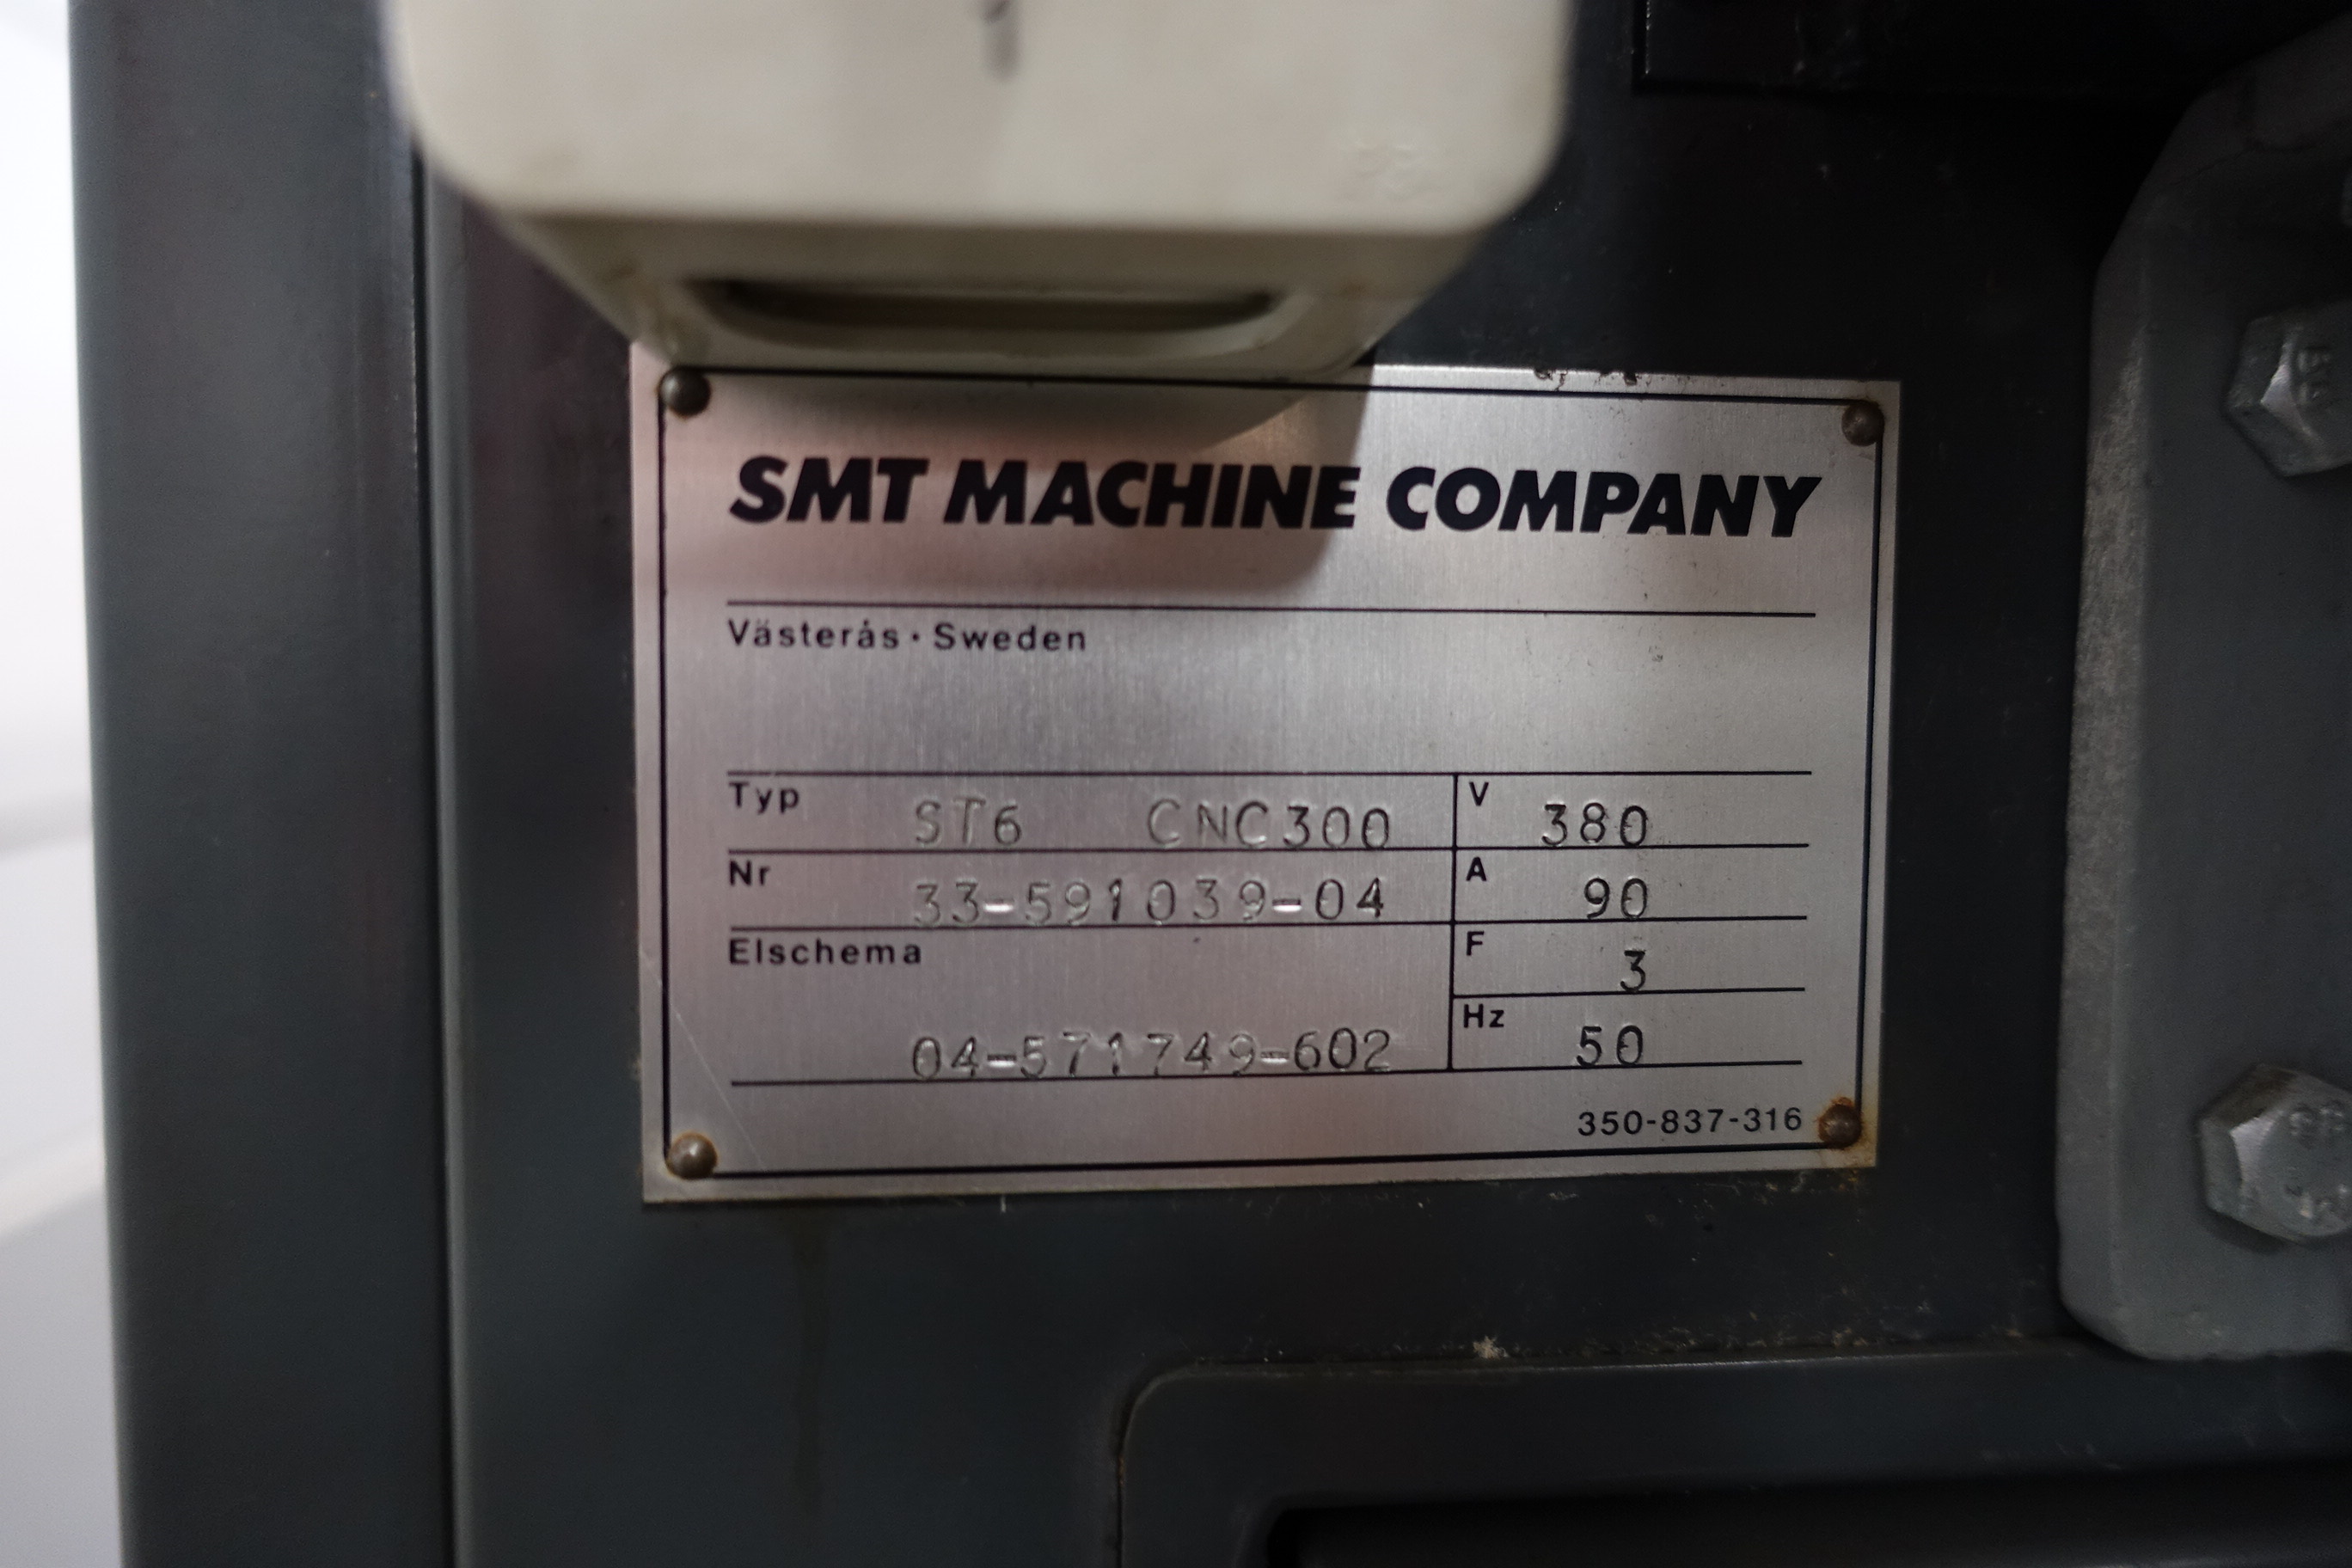 1
SMT MACHINE COMPANY
Västerås · Sweden
Typ ST6 CNC300 V 380
Nr 33-591039-04 A 90
Elschema F 3
04-571749-602 Hz 50
350-837-316